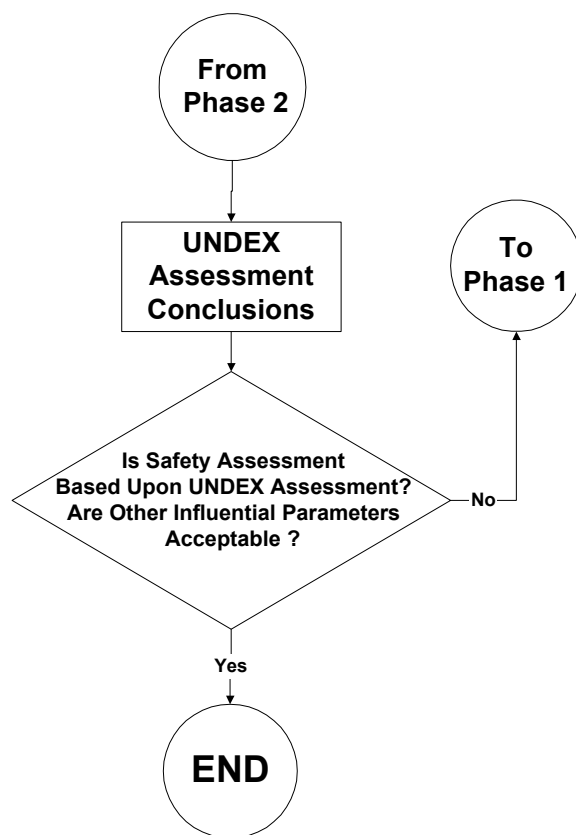 From
Phase 2
UNDEX
Assessment
Conclusions
To
Phase 1
Is Safety Assessment
Based Upon UNDEX Assessment?
Are Other Influential Parameters
Acceptable ?
No
Yes
END